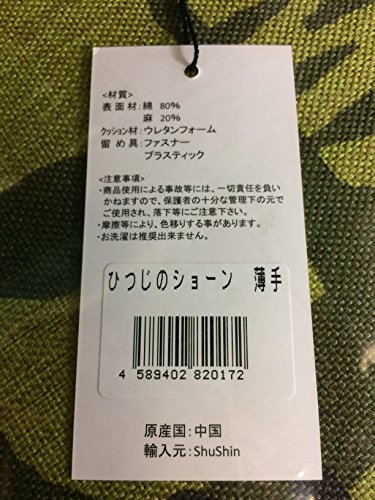 <材質>
表面材：綿 80%
麻 20%
ｸｯｼｮﾝ材：ウレタンフォーム
留め具：ファスナー
プラスティック
<注意事項>
・商品使用による事故等には、一切責任を負い
かねますので、保護者の十分な管理下の元で
ご使用され、落下等にご注意下さい。
・摩擦等により、色移りする事があります。
・お洗濯は推奨出来ません。
ひつじのショーン 薄手
4 589402 820172
原産国：中国
輸入元：ShuShin